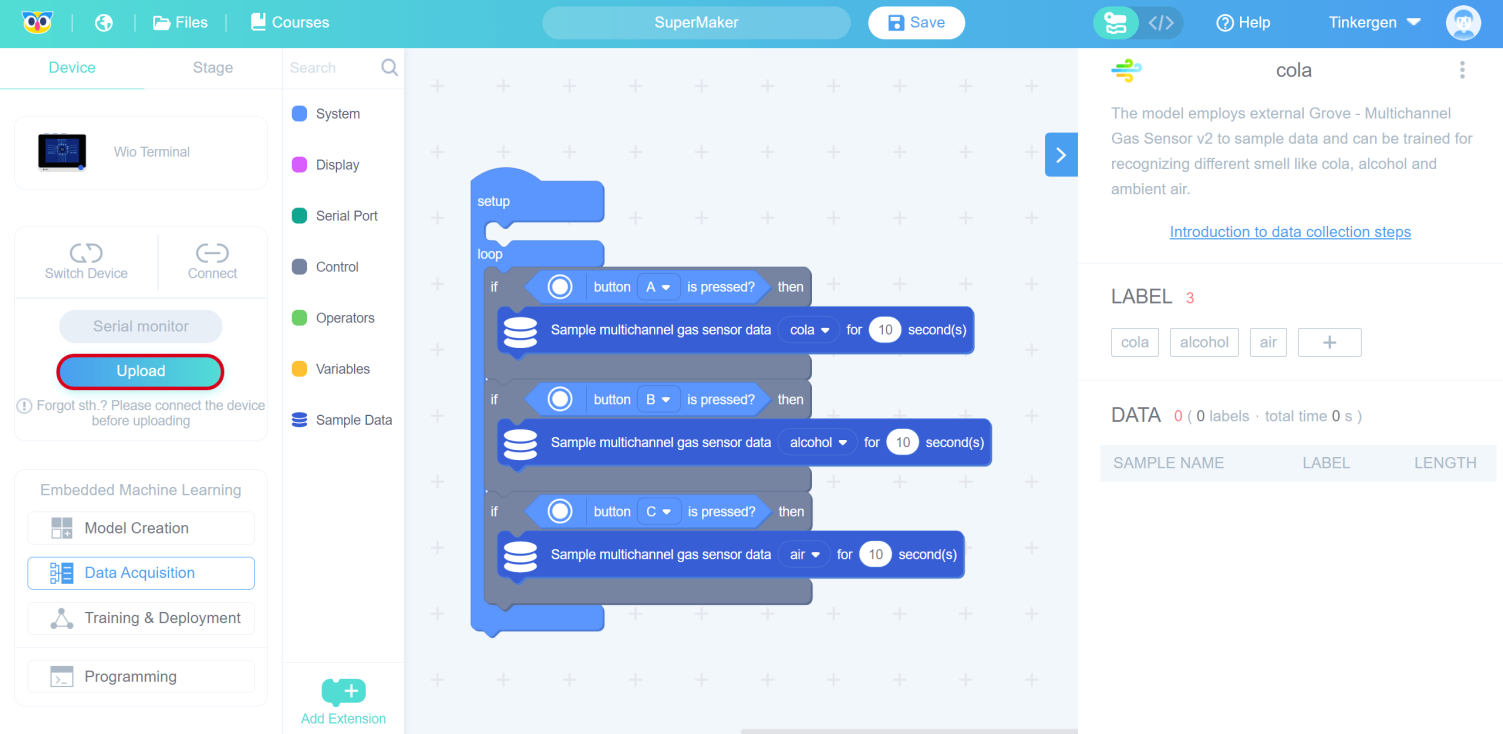 Files
Courses
SuperMaker
Save
</>
Help
Tinkergen
Device
Stage
Wio Terminal
Switch Device
Connect
Serial monitor
Upload
Forgot sth.? Please connect the device
before uploading
Embedded Machine Learning
Model Creation
Data Acquisition
Training & Deployment
Programming
Search
System
Display
Serial Port
Control
Operators
Variables
Sample Data
Add Extension
setup
loop
if button A is pressed? then
Sample multichannel gas sensor data cola for 10 second(s)
if button B is pressed? then
Sample multichannel gas sensor data alcohol for 10 second(s)
if button C is pressed? then
Sample multichannel gas sensor data air for 10 second(s)
cola
The model employs external Grove - Multichannel
Gas Sensor v2 to sample data and can be trained for
recognizing different smell like cola, alcohol and
ambient air.
Introduction to data collection steps
LABEL 3
cola alcohol air +
DATA 0 ( 0 labels · total time 0 s )
SAMPLE NAME LABEL LENGTH